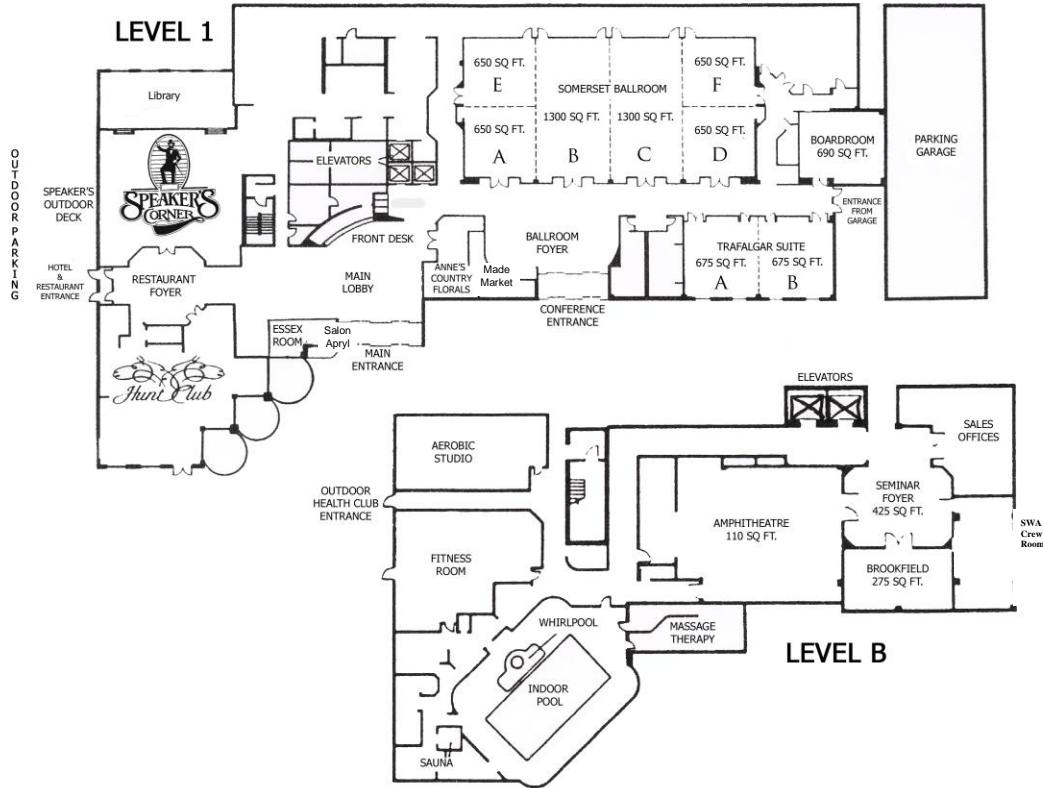 LEVEL 1
Library
OUTDOOR PARKING
SPEAKER'S
OUTDOOR
DECK
SPEAKER'S
CORNER
HOTEL
&
RESTAURANT
ENTRANCE
RESTAURANT
FOYER
Hunt Club
ELEVATORS
FRONT DESK
MAIN
LOBBY
ESSEX
ROOM
Salon
Apryl
MAIN
ENTRANCE
ANNE'S
COUNTRY
FLORALS
Made
Market
BALLROOM
FOYER
CONFERENCE
ENTRANCE
650 SQ FT.
E
650 SQ FT.
A
SOMERSET BALLROOM
1300 SQ FT.
B
1300 SQ FT.
C
650 SQ FT.
F
650 SQ FT.
D
TRAFALGAR SUITE
675 SQ FT.
A
675 SQ FT.
B
BOARDROOM
690 SQ FT.
ENTRANCE
FROM
GARAGE
PARKING
GARAGE
AEROBIC
STUDIO
OUTDOOR
HEALTH CLUB
ENTRANCE
FITNESS
ROOM
WHIRLPOOL
INDOOR
POOL
SAUNA
MASSAGE
THERAPY
ELEVATORS
AMPHITHEATRE
110 SQ FT.
SEMINAR
FOYER
425 SQ FT.
BROOKFIELD
275 SQ FT.
SALES
OFFICES
SWA
Crew
Room
LEVEL B